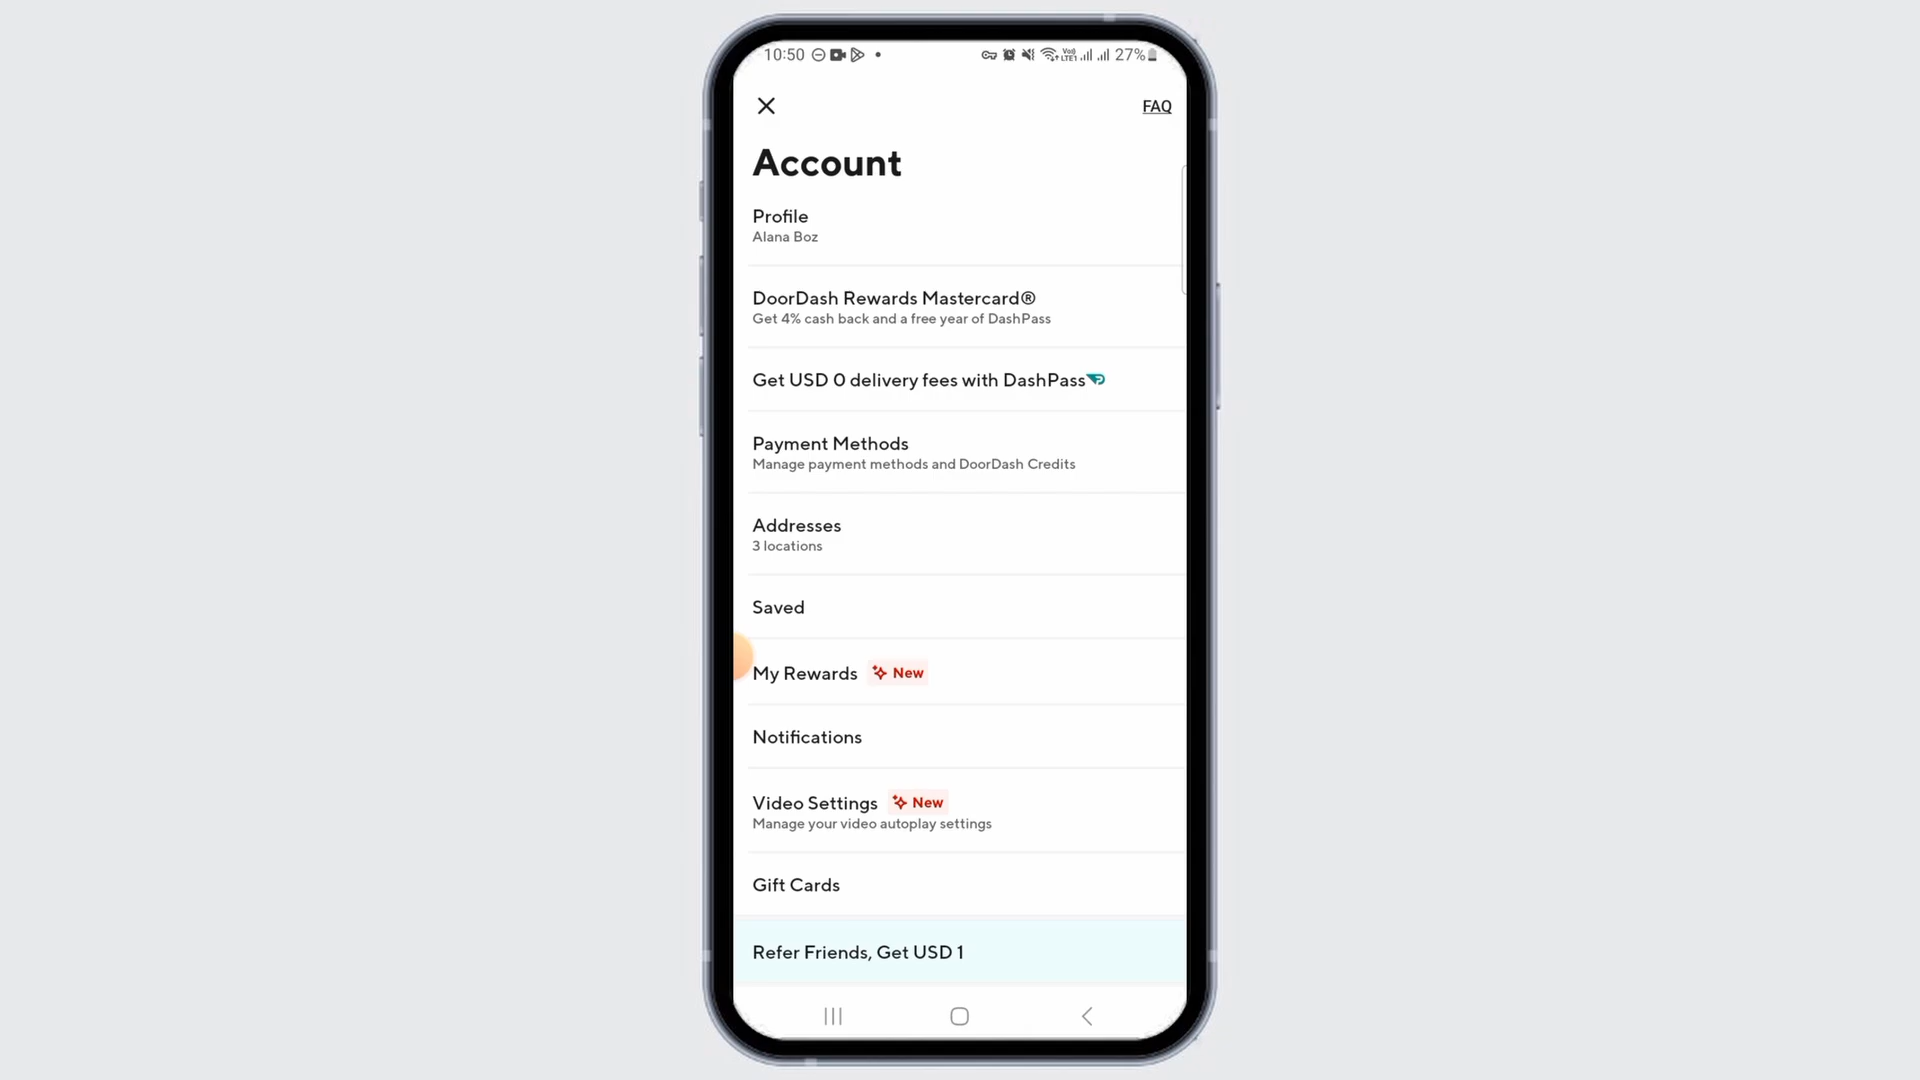 10:50 27%
FAQ
Account
Profile
Alana Boz
DoorDash Rewards Mastercard®
Get 4% cash back and a free year of DashPass
Get USD 0 delivery fees with DashPass
Payment Methods
Manage payment methods and DoorDash Credits
Addresses
3 locations
Saved
My Rewards New
Notifications
Video Settings New
Manage your video autoplay settings
Gift Cards
Refer Friends, Get USD 1